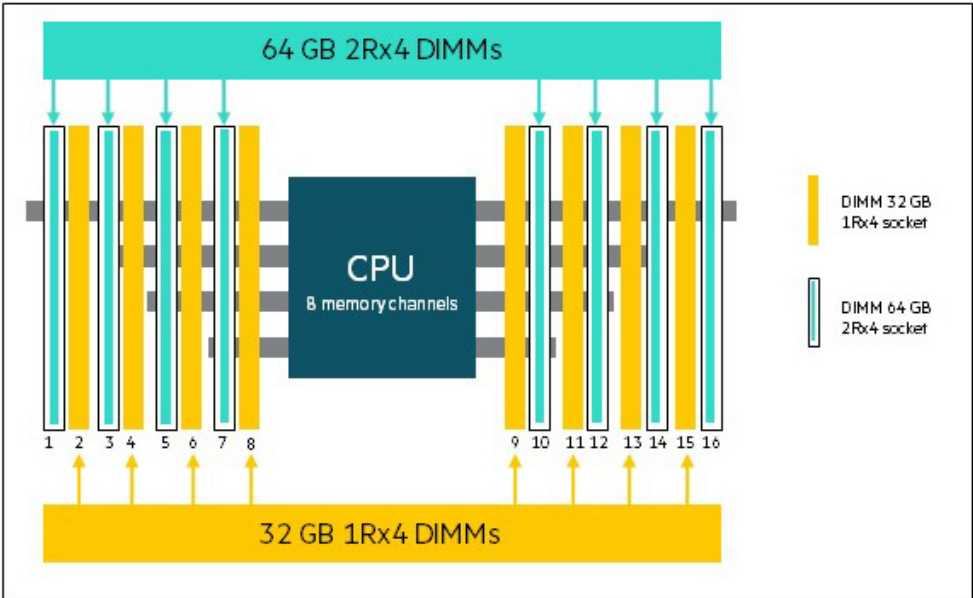 64 GB 2Rx4 DIMMs
CPU
8 memory channels
DIMM 32 GB
1Rx4 socket
DIMM 64 GB
2Rx4 socket
1 2 3 4 5 6 7 8 9 10 11 12 13 14 15 16
32 GB 1Rx4 DIMMs